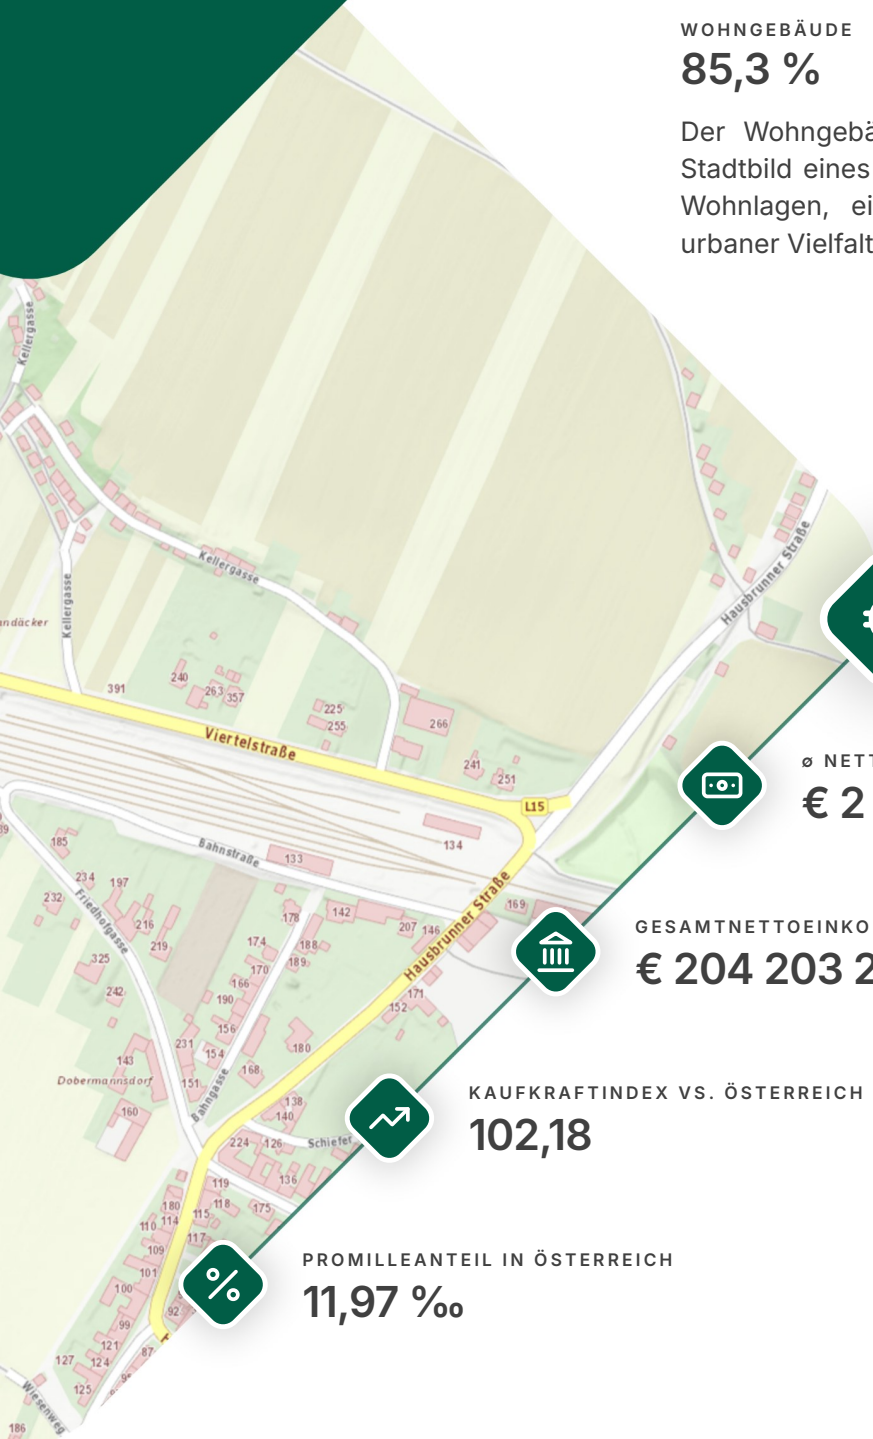 WOHNGEBÄUDE
85,3 %
Der Wohngebä
Stadtbild eines
Wohnlagen, ei
urbaner Vielfalt
Kellergasse
Kellergasse
Kellergasse
Hausbrunner Straße
ndäcker
391
240
263
357
225
255
266
Viertelstraße
241
251
L15
ø NETT
€ 2
134
185
Bahnstraße
133
234
197
232
Friedhofgasse
216
219
178
142
207
146
169
Hausbrunner Straße
GESAMTNETTOEINKO
€ 204 203 2
174
188
189
325
170
166
242
190
171
152
156
231
154
180
143
168
Dobermannsdorf
151
Bahngasse
138
140
160
KAUFKRAFTINDEX VS. ÖSTERREICH
102,18
224
126
Schiefer
119
136
180
118
175
114
115
110
117
109
101
100
92
PROMILLEANTEIL IN ÖSTERREICH
11,97 ‰
99
121
87
127
124
125
Wiesenweg
186